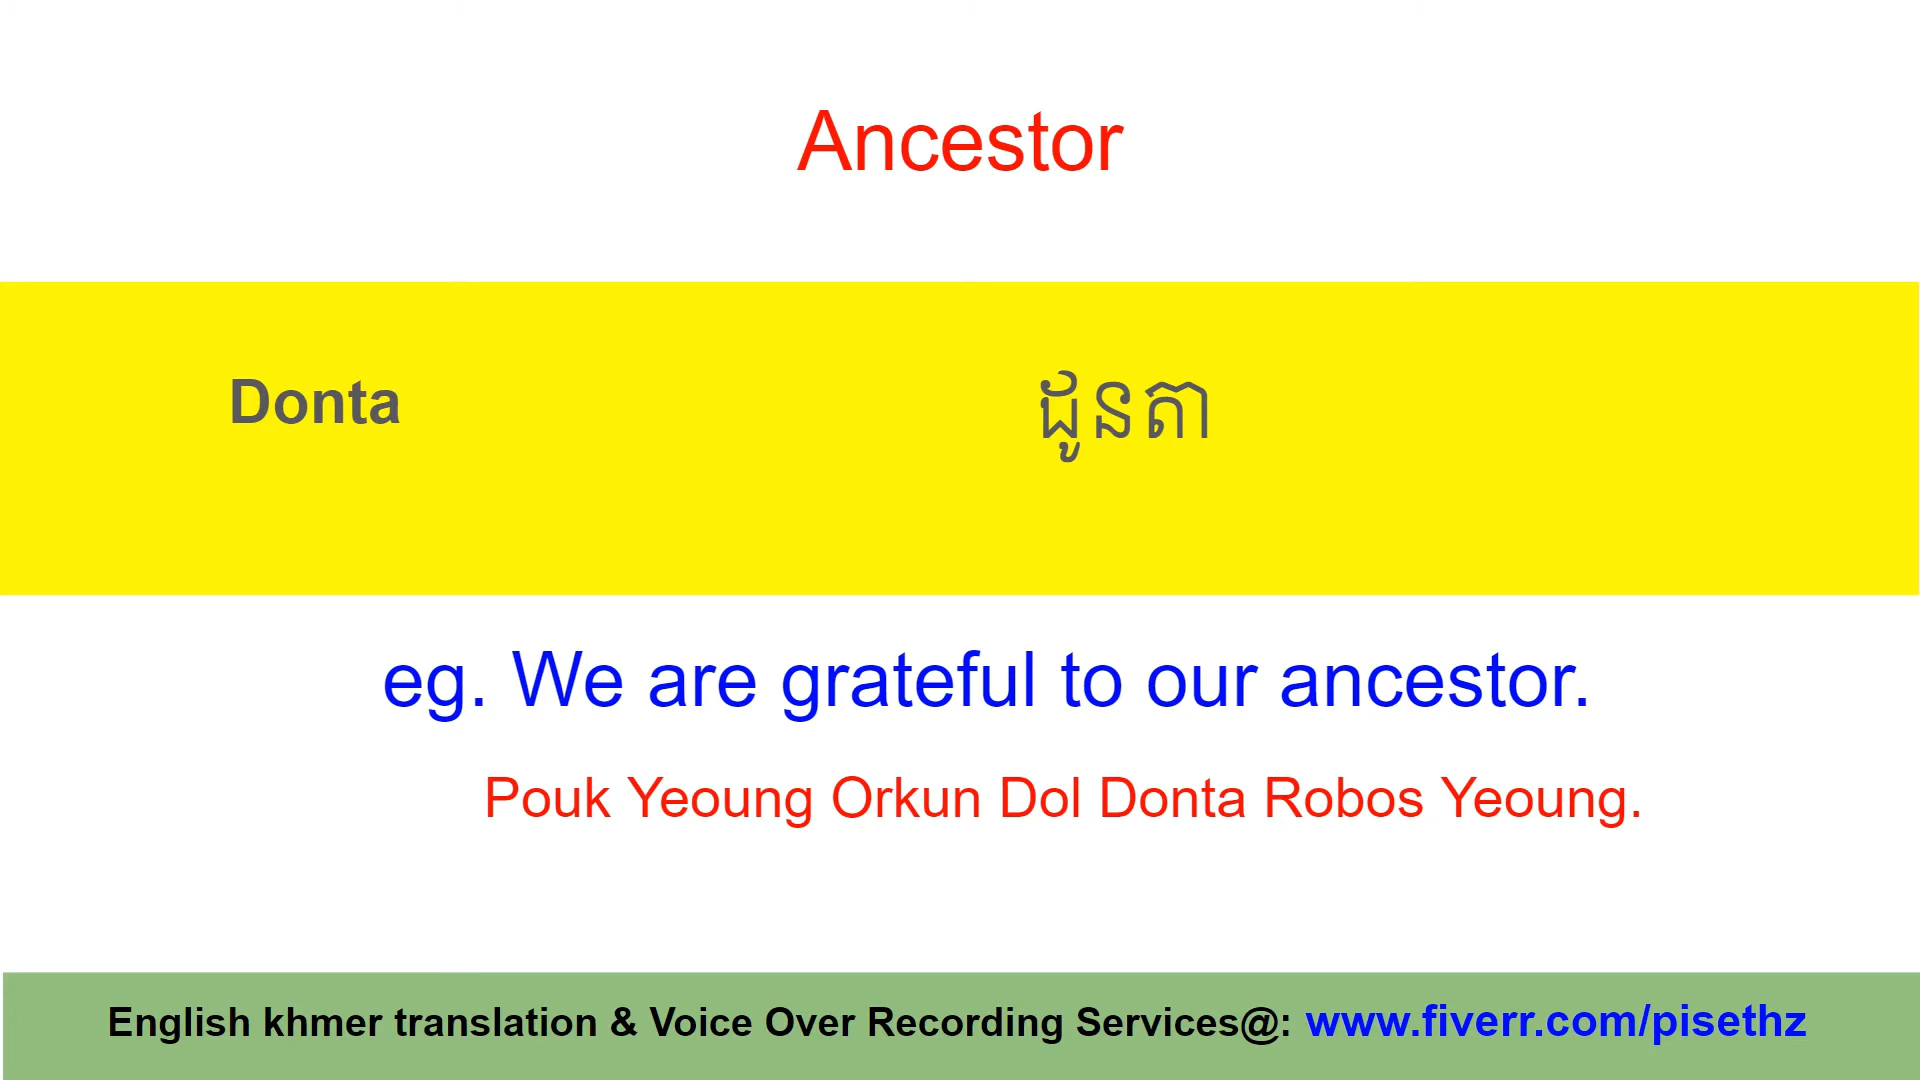 Ancestor
Donta ដូនតា
eg. We are grateful to our ancestor.
Pouk Yeoung Orkun Dol Donta Robos Yeoung.
English khmer translation & Voice Over Recording Services@: www.fiverr.com/pisethz